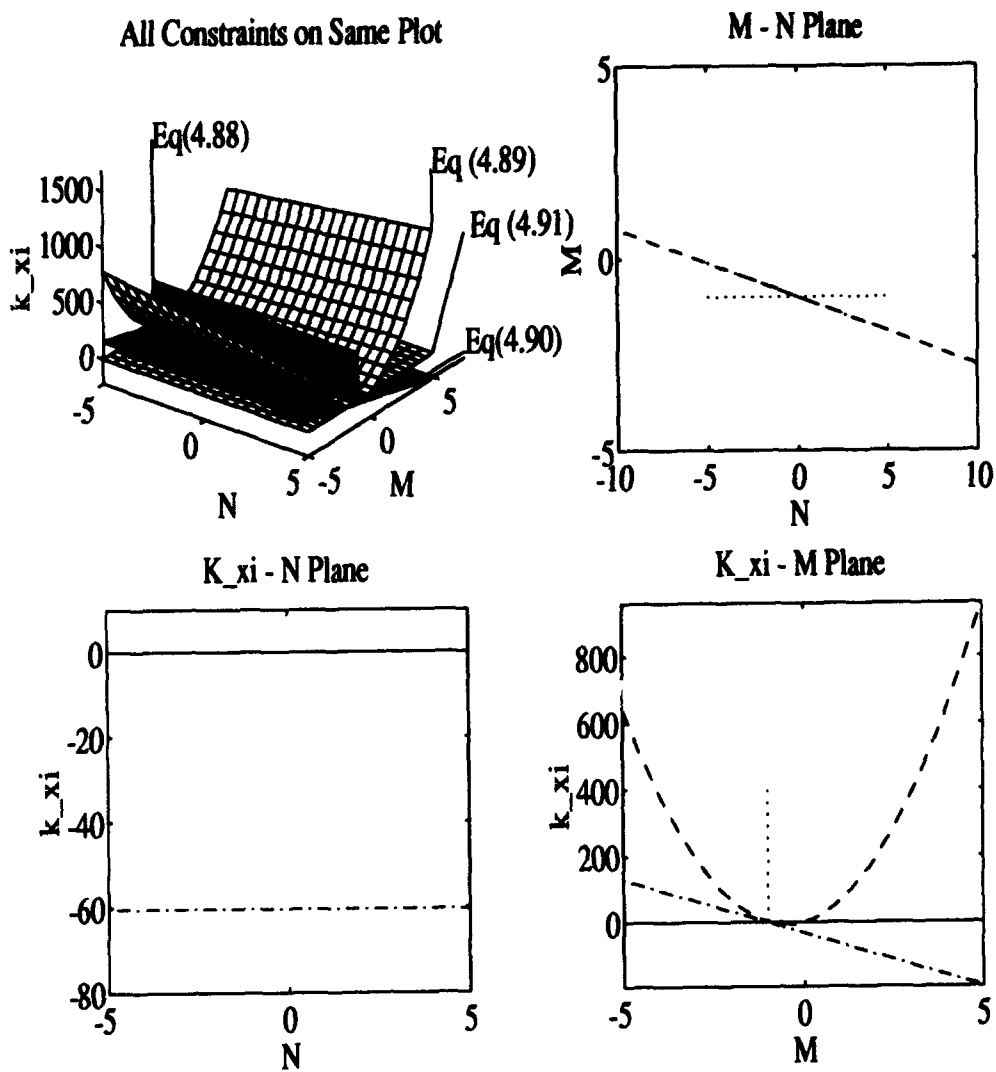 All Constraints on Same Plot
Eq(4.88)
Eq (4.89)
Eq (4.91)
Eq(4.90)
1500
1000
500
0
k_xi
-5
0
5
N
-5
0
5
M
M - N Plane
5
0
-5
M
-10
-5
0
5
10
N
K_xi - N Plane
0
-20
-40
-60
-80
k_xi
-5
0
5
N
K_xi - M Plane
800
600
400
200
0
k_xi
-5
0
5
M